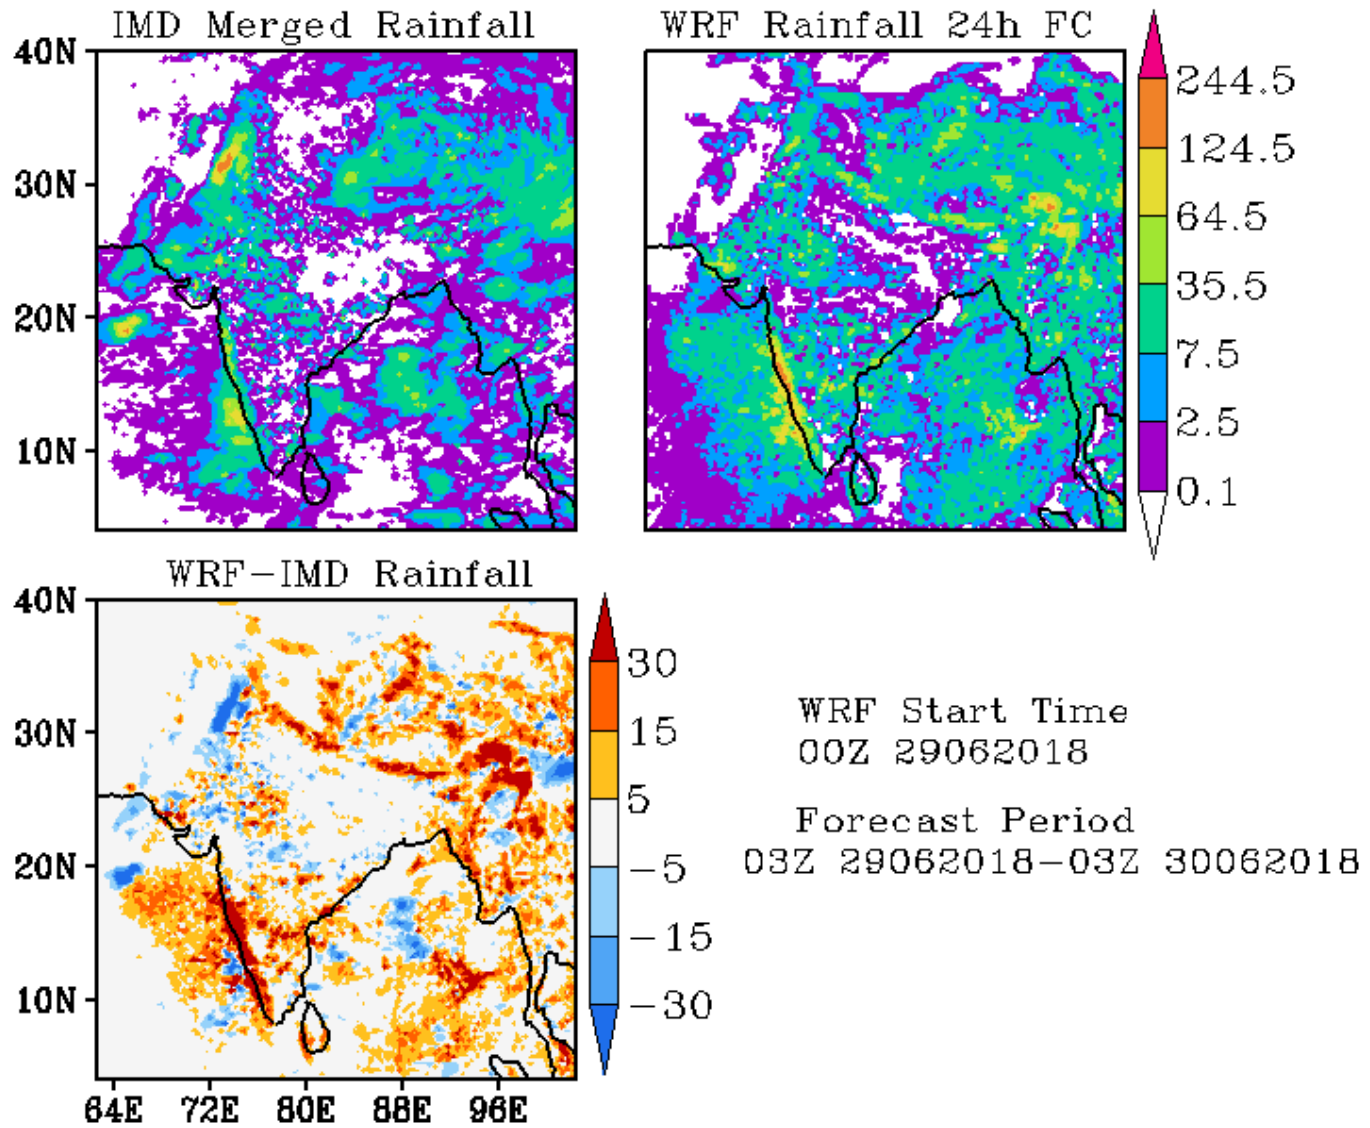 IMD Merged Rainfall
WRF Rainfall 24h FC
40N
30N
20N
10N
244.5
124.5
64.5
35.5
7.5
2.5
0.1
WRF-IMD Rainfall
40N
30N
20N
10N
64E 72E 80E 88E 96E
30
15
5
-5
-15
-30
WRF Start Time
00Z 29062018
Forecast Period
03Z 29062018-03Z 30062018